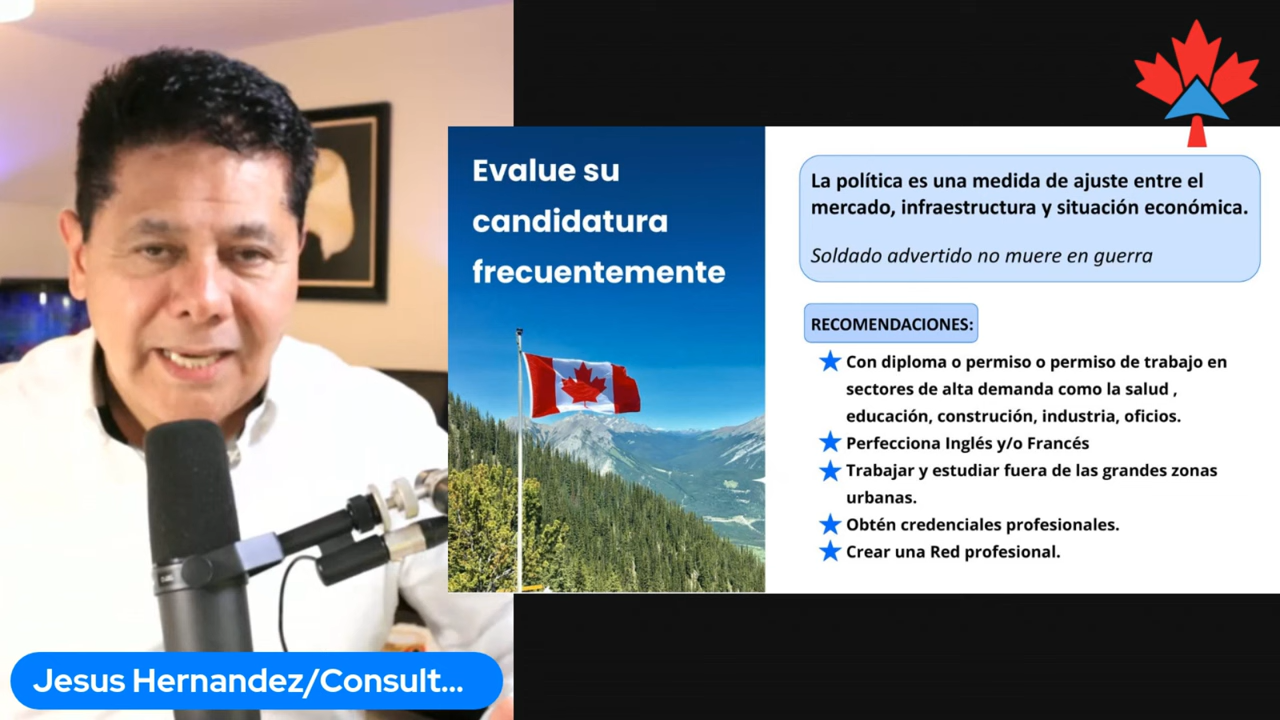 Evalue su
candidatura
frecuentemente
La política es una medida de ajuste entre el
mercado, infraestructura y situación económica.
Soldado advertido no muere en guerra
RECOMENDACIONES:
Con diploma o permiso o permiso de trabajo en
sectores de alta demanda como la salud ,
educación, construción, industria, oficios.
Perfecciona Inglés y/o Francés
Trabajar y estudiar fuera de las grandes zonas
urbanas.
Obtén credenciales profesionales.
Crear una Red profesional.
Jesus Hernandez/Consult...